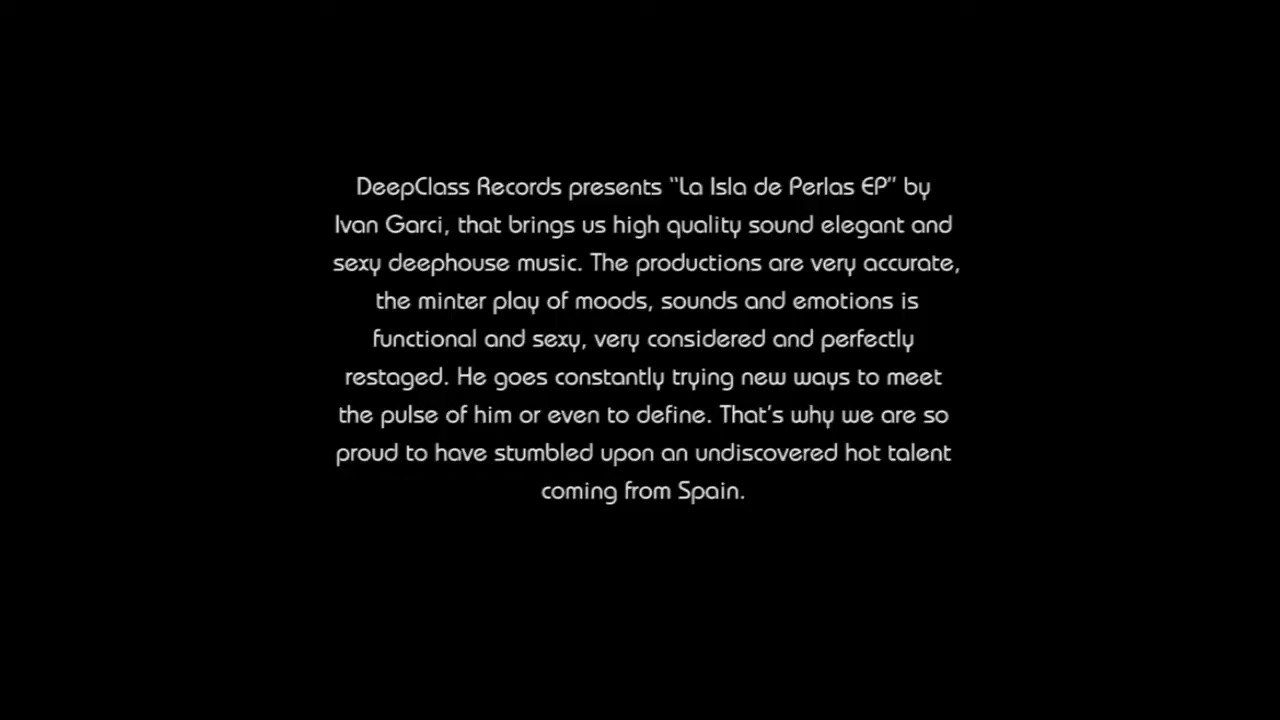 DeepClass Records presents “La Isla de Perlas EP” by
Ivan Garci, that brings us high quality sound elegant and
sexy deephouse music. The productions are very accurate,
the minter play of moods, sounds and emotions is
functional and sexy, very considered and perfectly
restaged. He goes constantly trying new ways to meet
the pulse of him or even to define. That's why we are so
proud to have stumbled upon an undiscovered hot talent
coming from Spain.